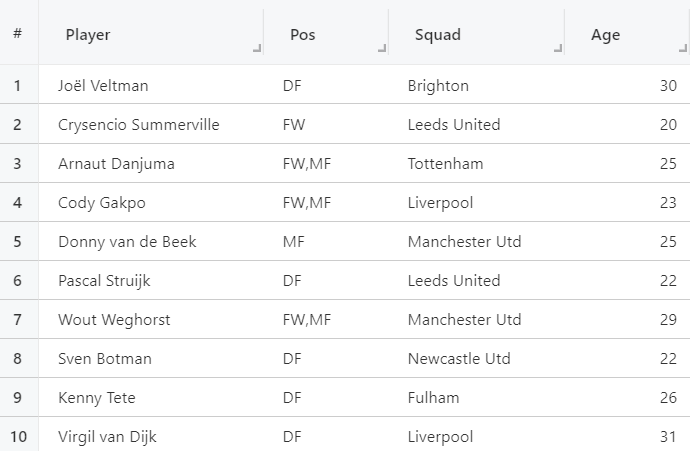 # Player Pos Squad Age
1 Joël Veltman DF Brighton 30
2 Crysencio Summerville FW Leeds United 20
3 Arnaut Danjuma FW,MF Tottenham 25
4 Cody Gakpo FW,MF Liverpool 23
5 Donny van de Beek MF Manchester Utd 25
6 Pascal Struijk DF Leeds United 22
7 Wout Weghorst FW,MF Manchester Utd 29
8 Sven Botman DF Newcastle Utd 22
9 Kenny Tete DF Fulham 26
10 Virgil van Dijk DF Liverpool 31